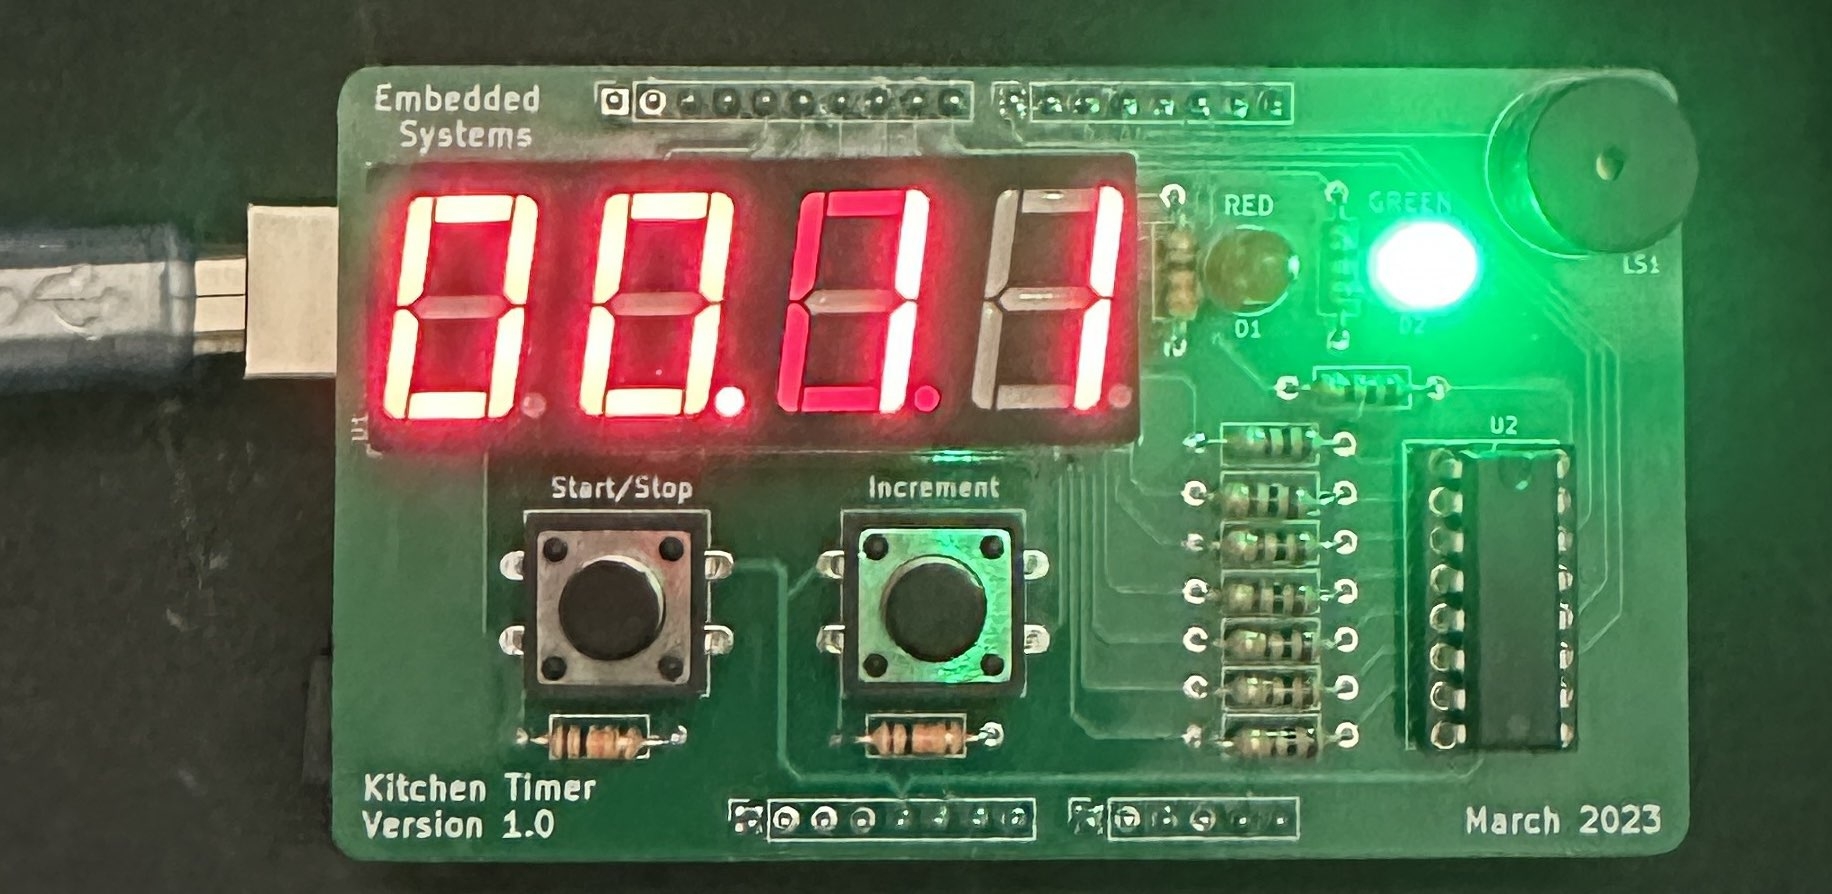 Embedded
Systems
00.11
RED
GREEN
D1
D2
LS1
U1
U2
Start/Stop
Increment
Kitchen Timer
Version 1.0
March 2023